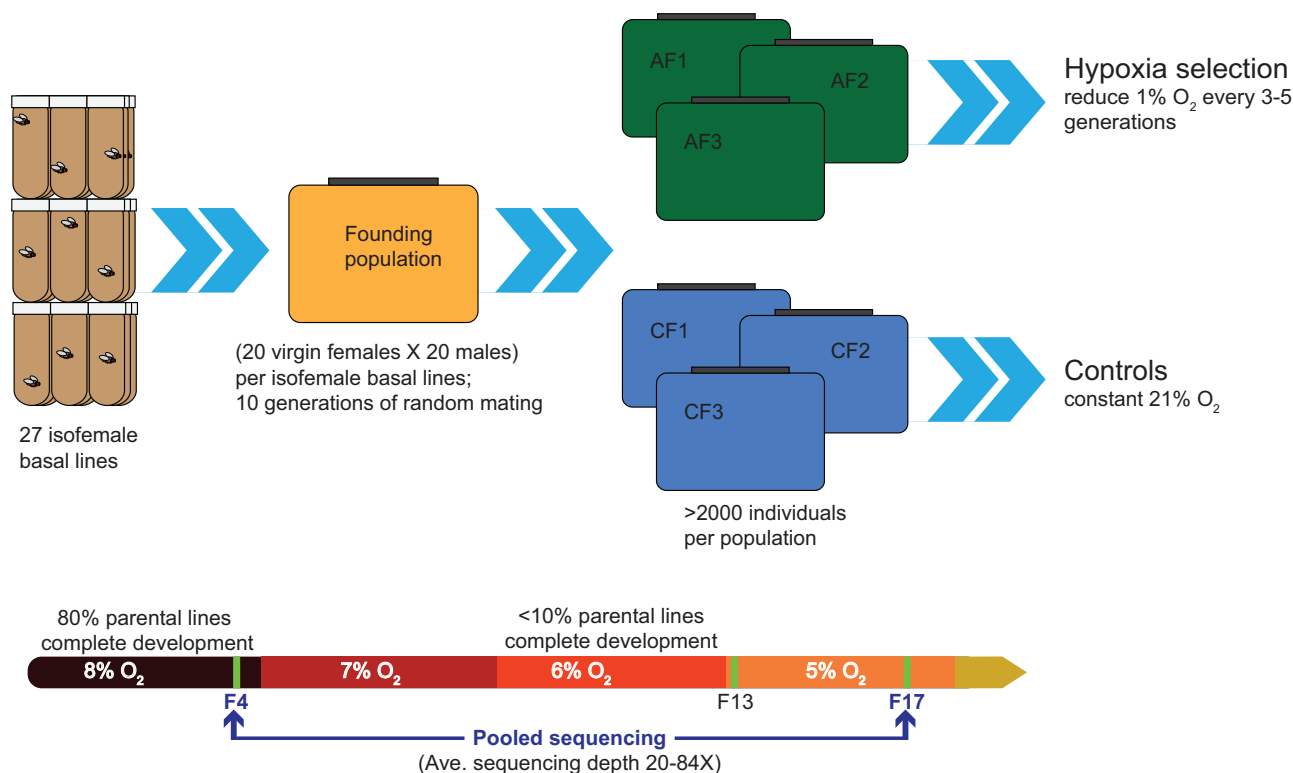 AF1
AF2
AF3
Hypoxia selection
reduce 1% O₂ every 3-5
generations
Founding
population
(20 virgin females X 20 males)
per isofemale basal lines;
10 generations of random mating
27 isofemale
basal lines
CF1
CF2
CF3
Controls
constant 21% O₂
>2000 individuals
per population
80% parental lines
complete development
<10% parental lines
complete development
8% O₂
7% O₂
6% O₂
5% O₂
F4
F13
F17
Pooled sequencing
(Ave. sequencing depth 20-84X)